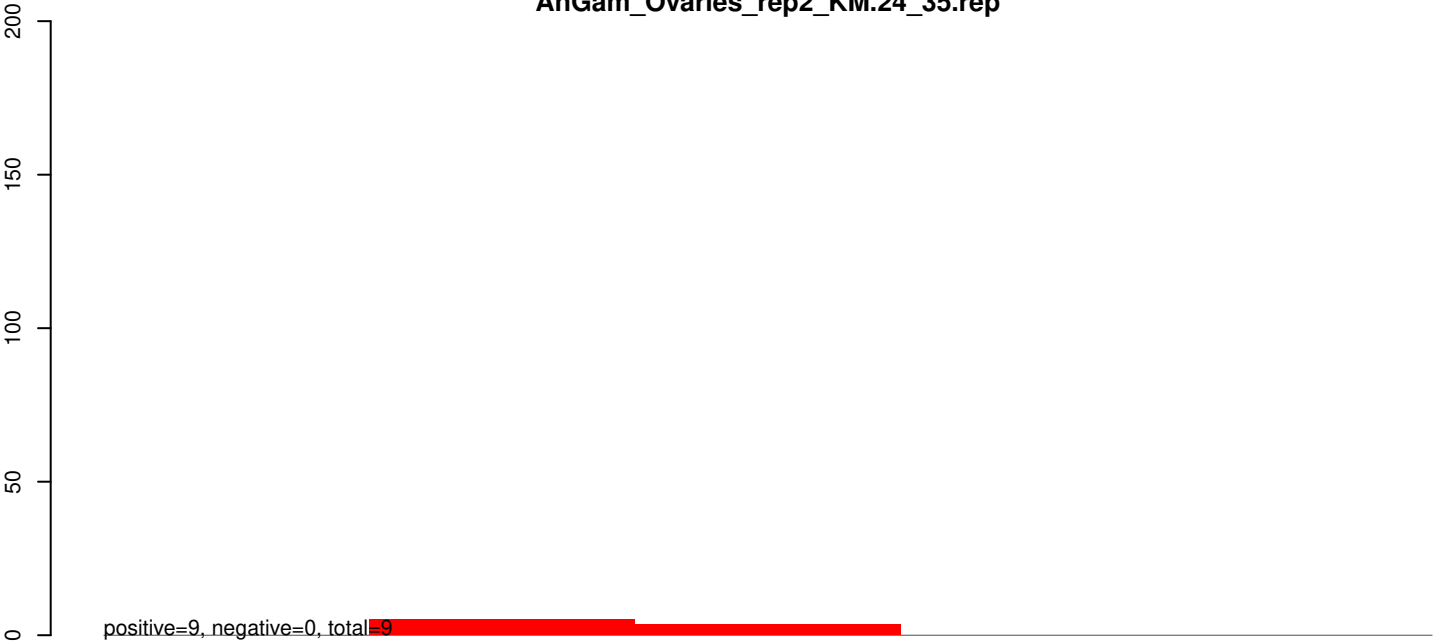 AnGam_Ovaries_rep2_KM.24_35.rep
200
150
100
50
0
positive=9, negative=0, total=9